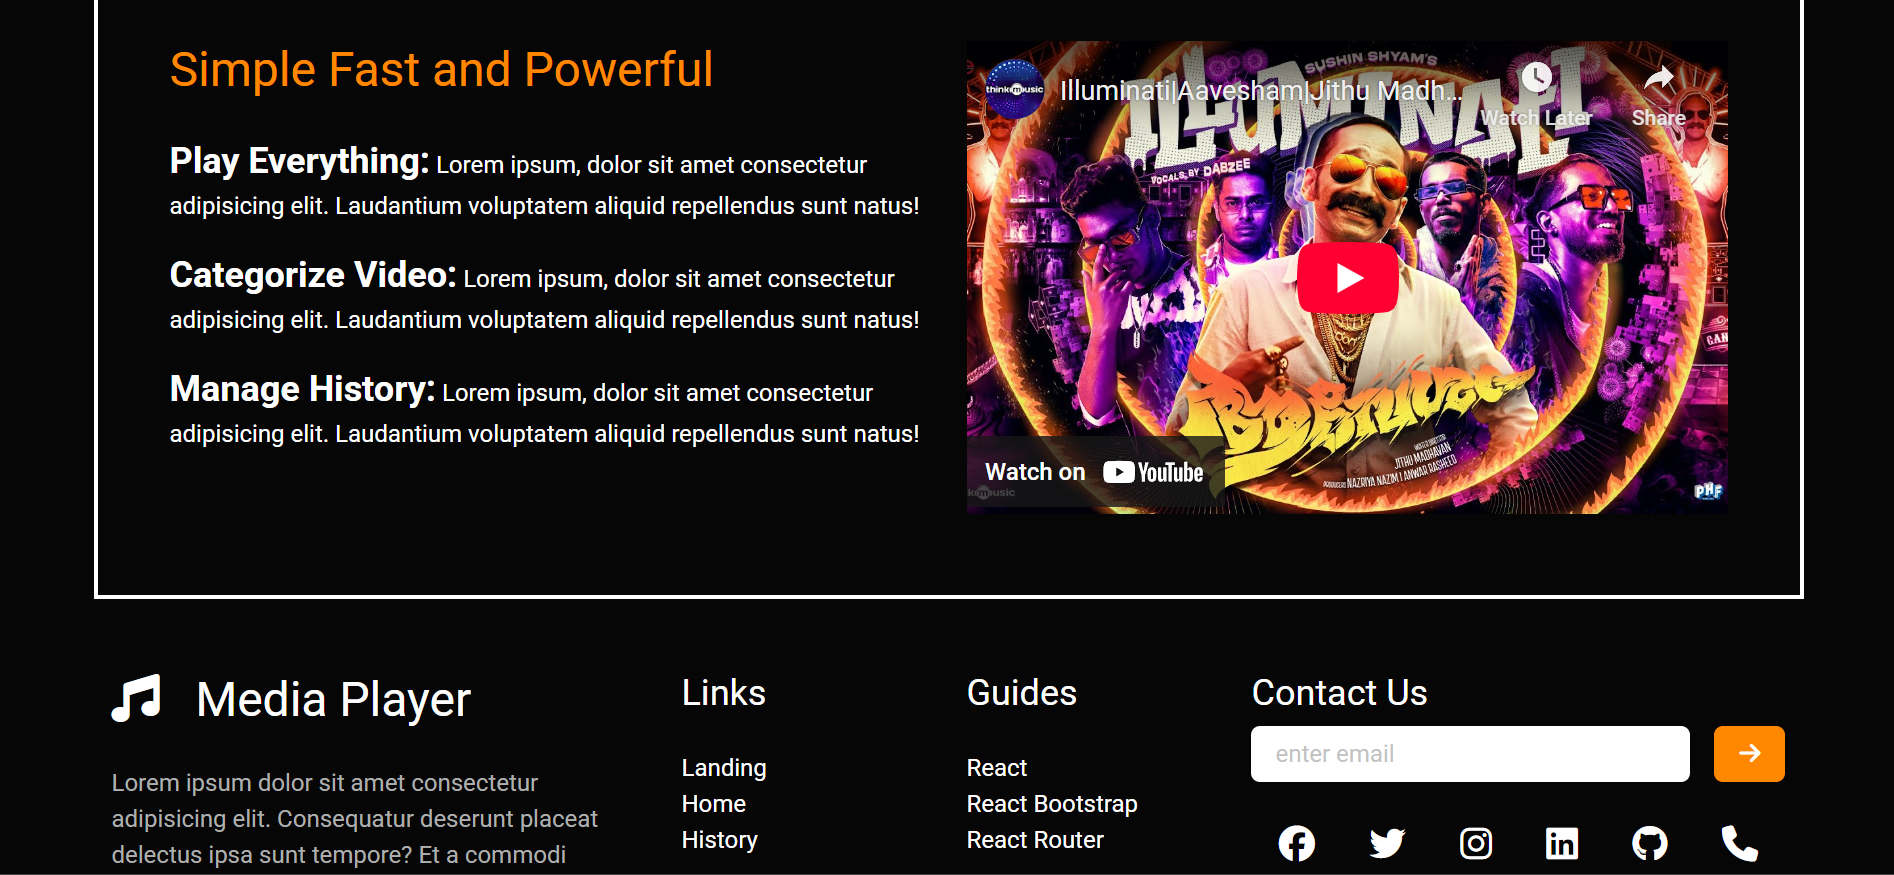 Simple Fast and Powerful
Play Everything: Lorem ipsum, dolor sit amet consectetur
adipisicing elit. Laudantium voluptatem aliquid repellendus sunt natus!
Categorize Video: Lorem ipsum, dolor sit amet consectetur
adipisicing elit. Laudantium voluptatem aliquid repellendus sunt natus!
Manage History: Lorem ipsum, dolor sit amet consectetur
adipisicing elit. Laudantium voluptatem aliquid repellendus sunt natus!
SUSHIN SHYAM'S
thinkmusic
Illuminati|Aavesham|Jithu Madh...
Watch Later
Share
ILLUMINATI
VOCALS BY DABZEE
JITHU MADHAVAN
PRODUCERS NAZRIYA NAZIM | ANWAR RASHEED
Watch on YouTube
PHF
Media Player
Lorem ipsum dolor sit amet consectetur
adipisicing elit. Consequatur deserunt placeat
delectus ipsa sunt tempore? Et a commodi
Links
Landing
Home
History
Guides
React
React Bootstrap
React Router
Contact Us
enter email